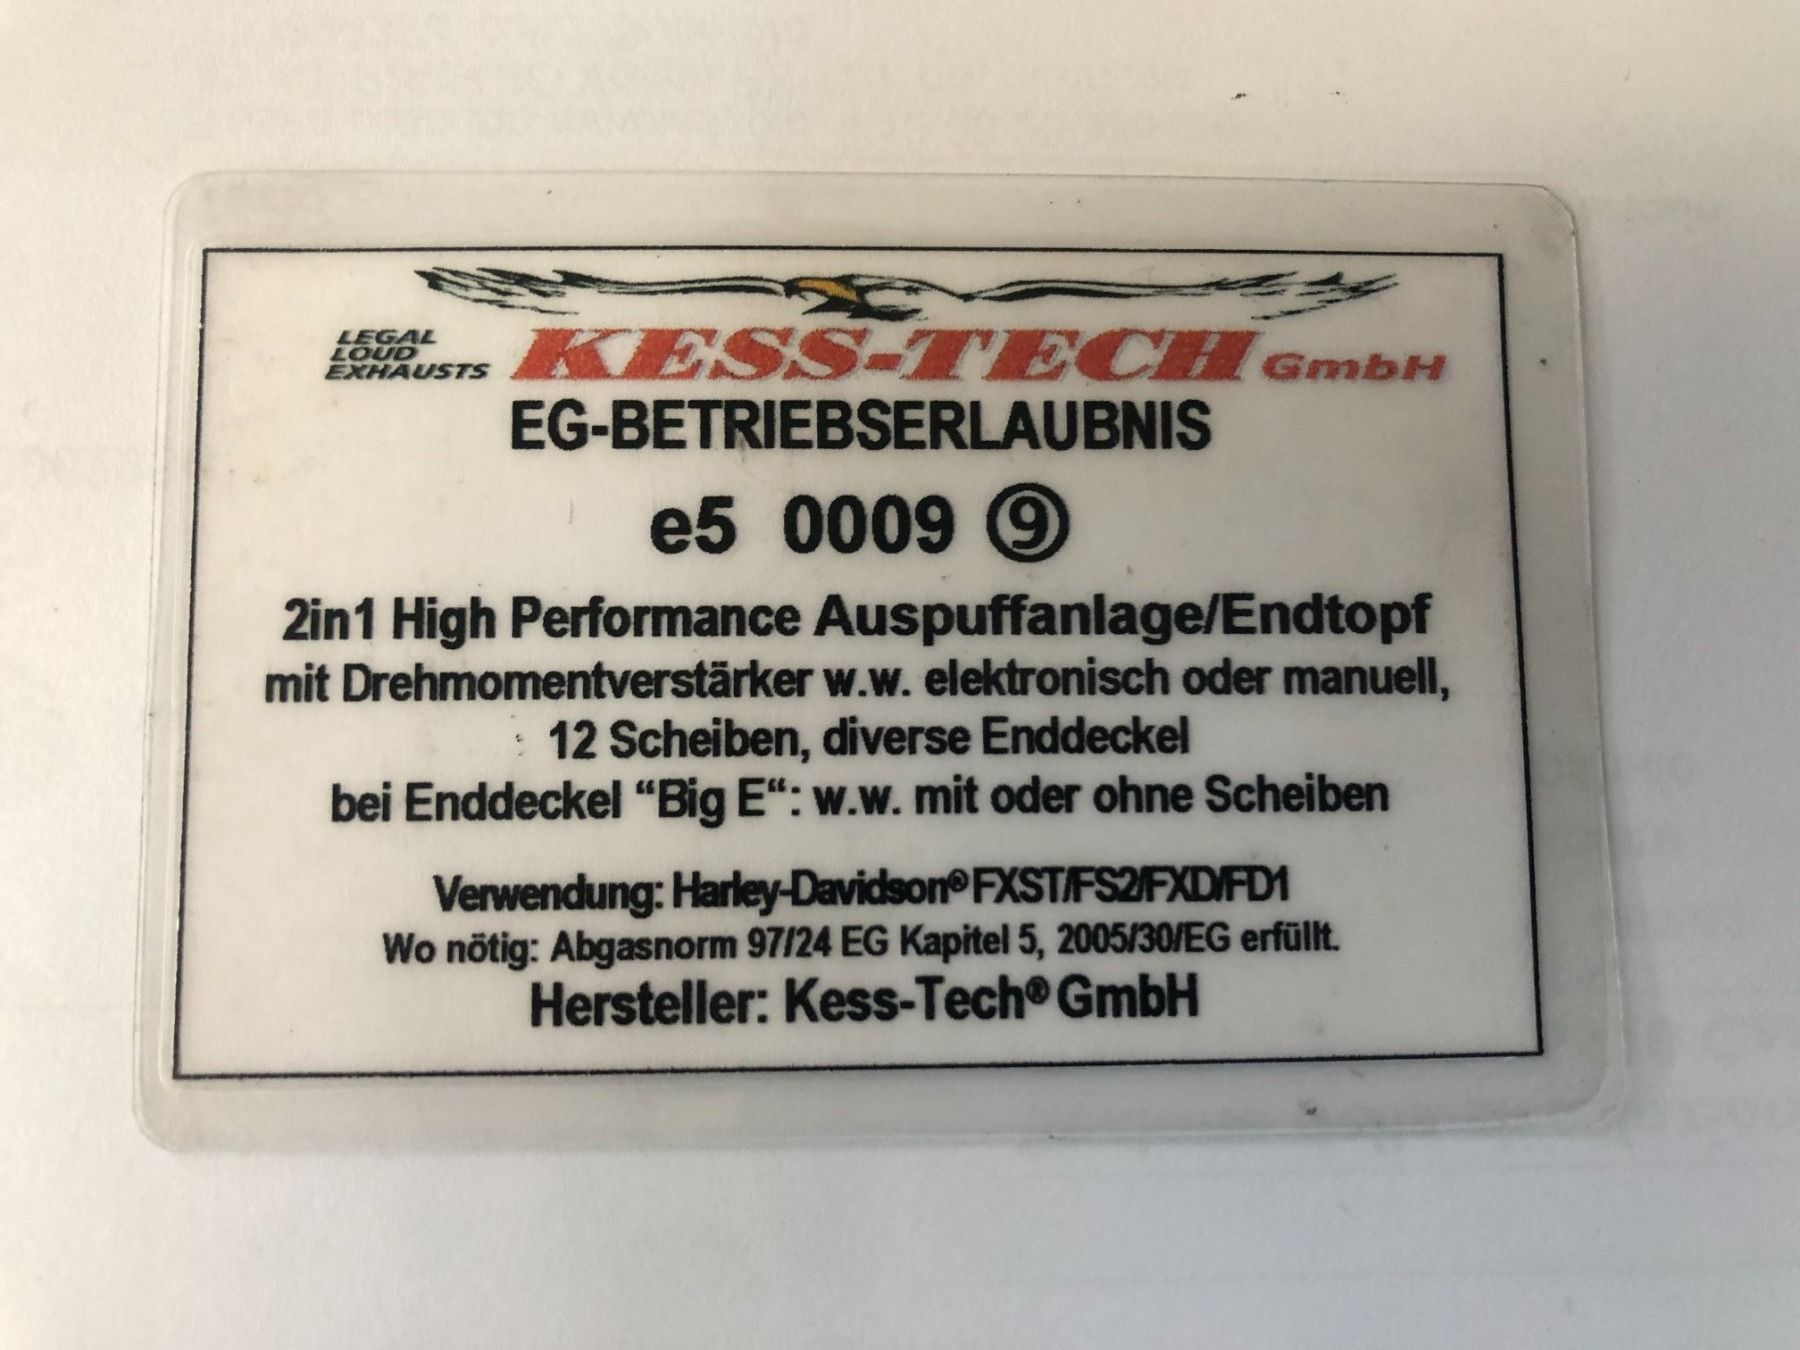 LEGAL
LOUD
EXHAUSTS
KESS-TECH GmbH
EG-BETRIEBSERLAUBNIS
e5 0009 ⑨
2in1 High Performance Auspuffanlage/Endtopf
mit Drehmomentverstärker w.w. elektronisch oder manuell,
12 Scheiben, diverse Enddeckel
bei Enddeckel “Big E“: w.w. mit oder ohne Scheiben
Verwendung: Harley-Davidson® FXST/FS2/FXD/FD1
Wo nötig: Abgasnorm 97/24 EG Kapitel 5, 2005/30/EG erfüllt.
Hersteller: Kess-Tech® GmbH